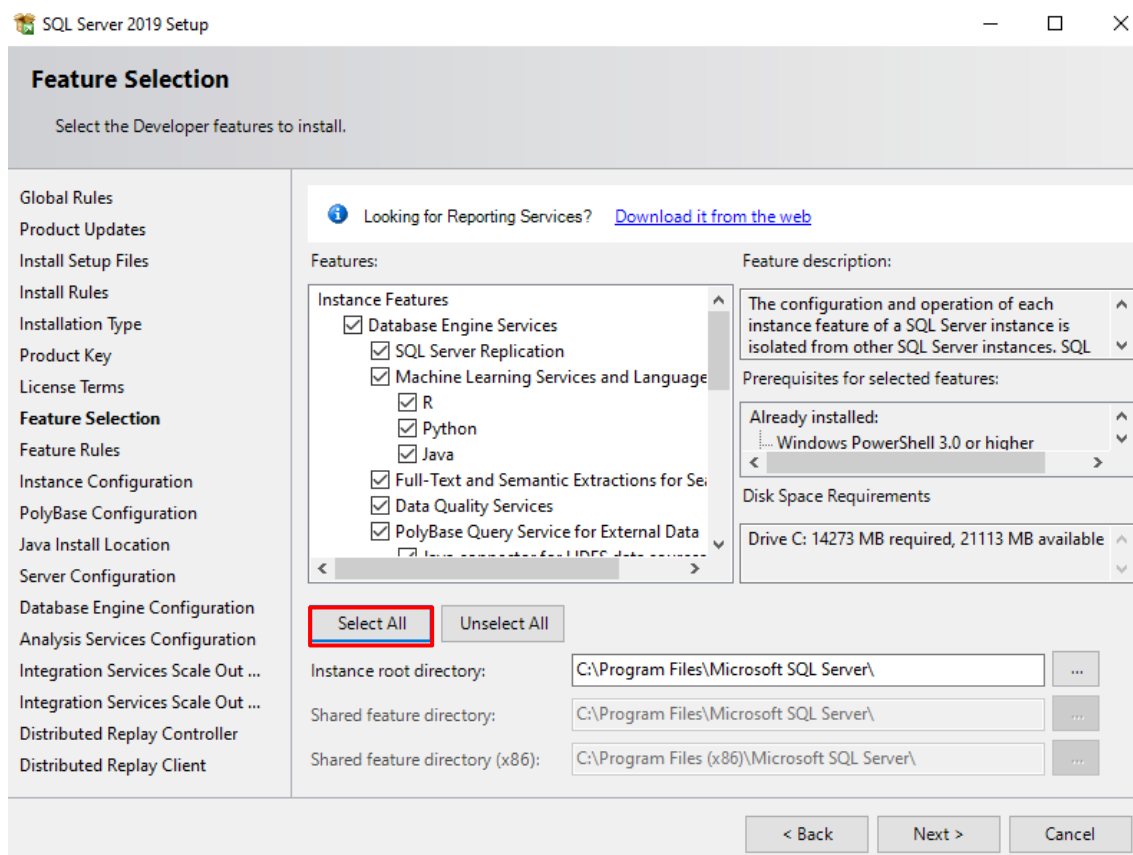 SQL Server 2019 Setup
Feature Selection
Select the Developer features to install.
Global Rules
Product Updates
Install Setup Files
Install Rules
Installation Type
Product Key
License Terms
Feature Selection
Feature Rules
Instance Configuration
PolyBase Configuration
Java Install Location
Server Configuration
Database Engine Configuration
Analysis Services Configuration
Integration Services Scale Out ...
Integration Services Scale Out ...
Distributed Replay Controller
Distributed Replay Client
Looking for Reporting Services? Download it from the web
Features:
Instance Features
Database Engine Services
SQL Server Replication
Machine Learning Services and Language
R
Python
Java
Full-Text and Semantic Extractions for Sea
Data Quality Services
PolyBase Query Service for External Data
Java connector for HDFS data sources
Feature description:
The configuration and operation of each
instance feature of a SQL Server instance is
isolated from other SQL Server instances. SQL
Prerequisites for selected features:
Already installed:
Windows PowerShell 3.0 or higher
Disk Space Requirements
Drive C: 14273 MB required, 21113 MB available
Select All
Unselect All
Instance root directory:
C:\Program Files\Microsoft SQL Server\
...
Shared feature directory:
C:\Program Files\Microsoft SQL Server\
...
Shared feature directory (x86):
C:\Program Files (x86)\Microsoft SQL Server\
...
< Back
Next >
Cancel